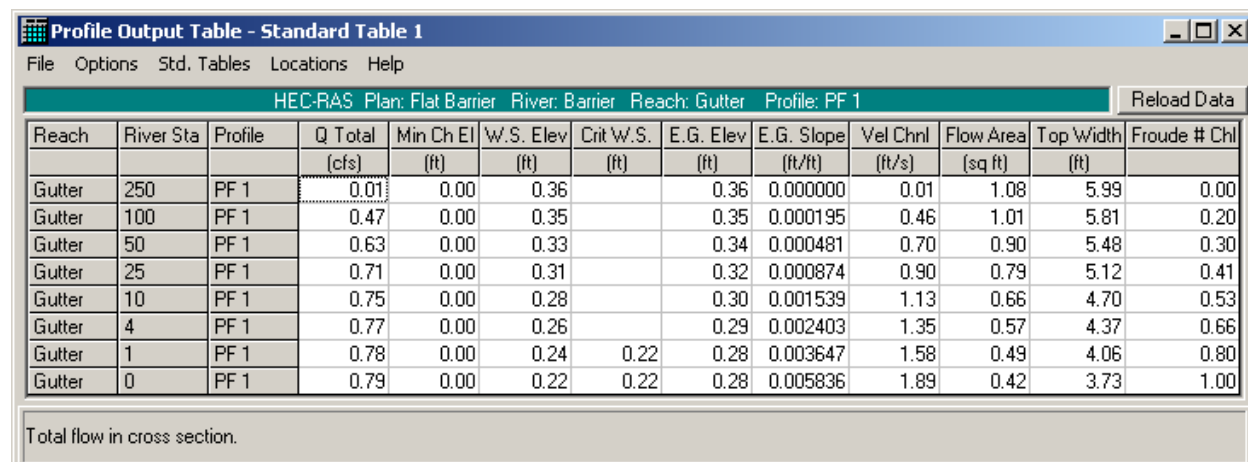 Profile Output Table - Standard Table 1
File Options Std. Tables Locations Help
HEC-RAS Plan: Flat Barrier River: Barrier Reach: Gutter Profile: PF 1 Reload Data
Reach River Sta Profile Q Total Min Ch El W.S. Elev Crit W.S. E.G. Elev E.G. Slope Vel Chnl Flow Area Top Width Froude # Chl
(cfs) (ft) (ft) (ft) (ft) (ft/ft) (ft/s) (sq ft) (ft)
Gutter 250 PF 1 0.01 0.00 0.36 0.36 0.000000 0.01 1.08 5.99 0.00
Gutter 100 PF 1 0.47 0.00 0.35 0.35 0.000195 0.46 1.01 5.81 0.20
Gutter 50 PF 1 0.63 0.00 0.33 0.34 0.000481 0.70 0.90 5.48 0.30
Gutter 25 PF 1 0.71 0.00 0.31 0.32 0.000874 0.90 0.79 5.12 0.41
Gutter 10 PF 1 0.75 0.00 0.28 0.30 0.001539 1.13 0.66 4.70 0.53
Gutter 4 PF 1 0.77 0.00 0.26 0.29 0.002403 1.35 0.57 4.37 0.66
Gutter 1 PF 1 0.78 0.00 0.24 0.22 0.28 0.003647 1.58 0.49 4.06 0.80
Gutter 0 PF 1 0.79 0.00 0.22 0.22 0.28 0.005836 1.89 0.42 3.73 1.00
Total flow in cross section.